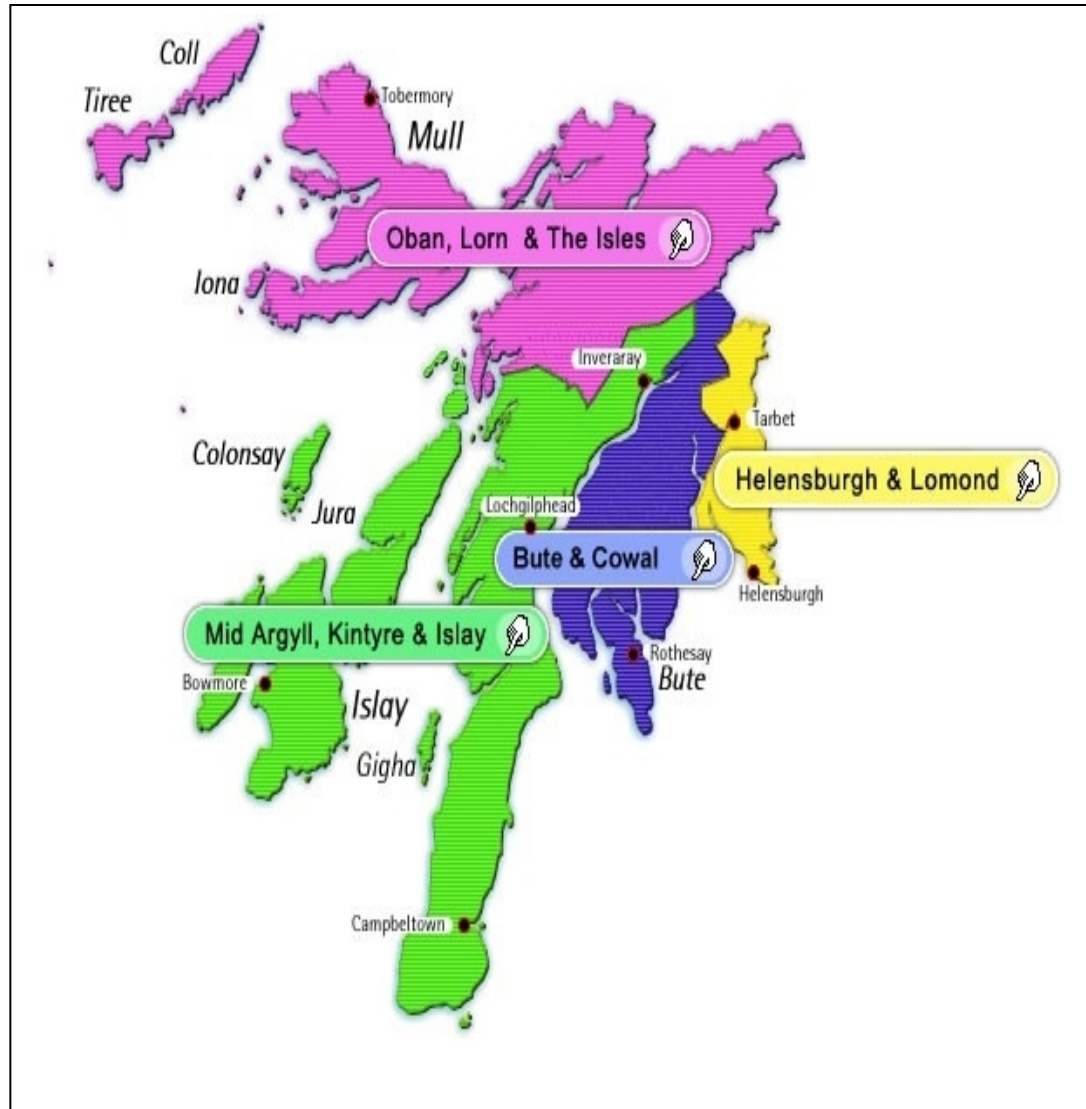 Coll
Tiree
Tobermory
Mull
Oban, Lorn & The Isles
Iona
Inveraray
Tarbet
Colonsay
Helensburgh & Lomond
Jura
Lochgilphead
Bute & Cowal
Helensburgh
Mid Argyll, Kintyre & Islay
Rothesay
Bute
Bowmore
Islay
Gigha
Campbeltown